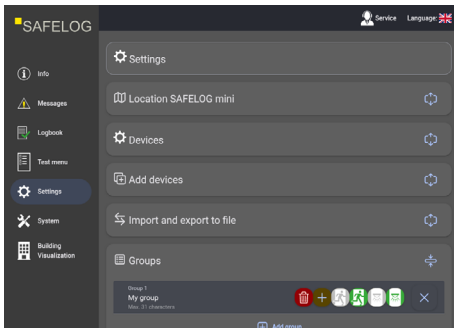 SAFELOG
Service
Language:
Info
Messages
Logbook
Test menu
Settings
System
Building
Visualization
Settings
Location SAFELOG mini
Devices
Add devices
Import and export to file
Groups
Group 1
My group
Max. 31 characters
Add group